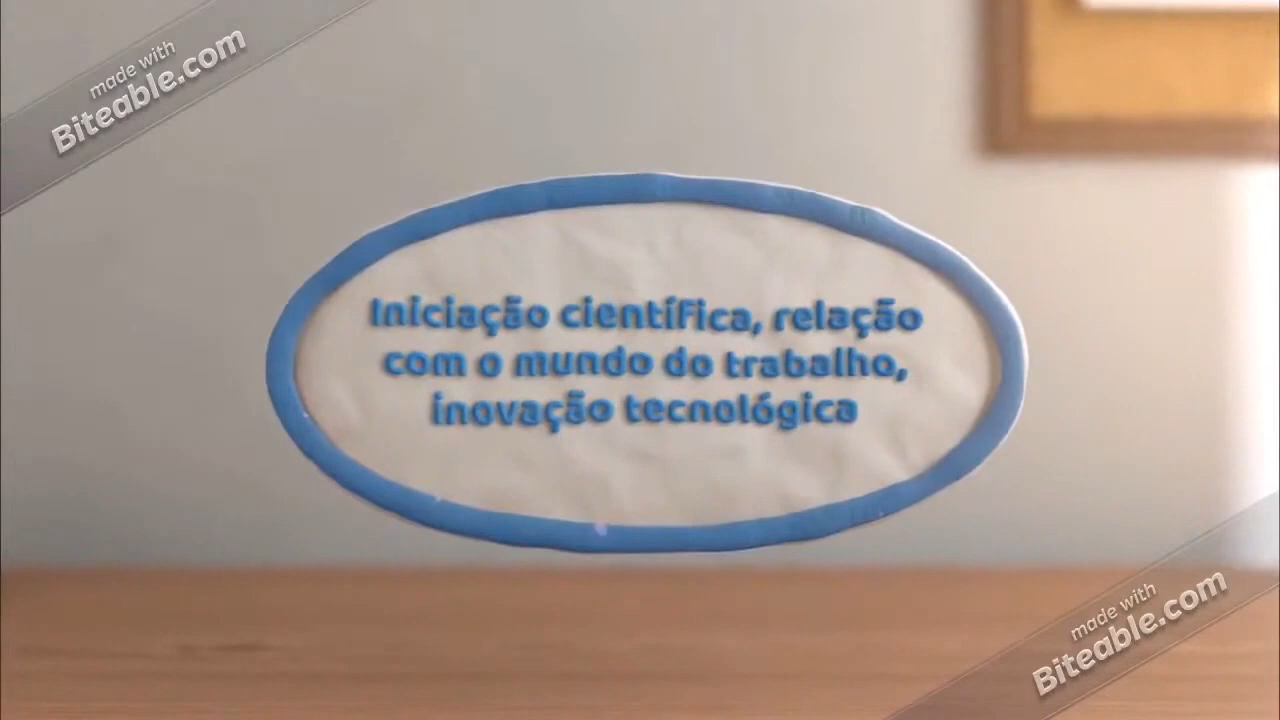 made with
Biteable.com
Iniciação científica, relação
com o mundo do trabalho,
inovação tecnológica
made with
Biteable.com